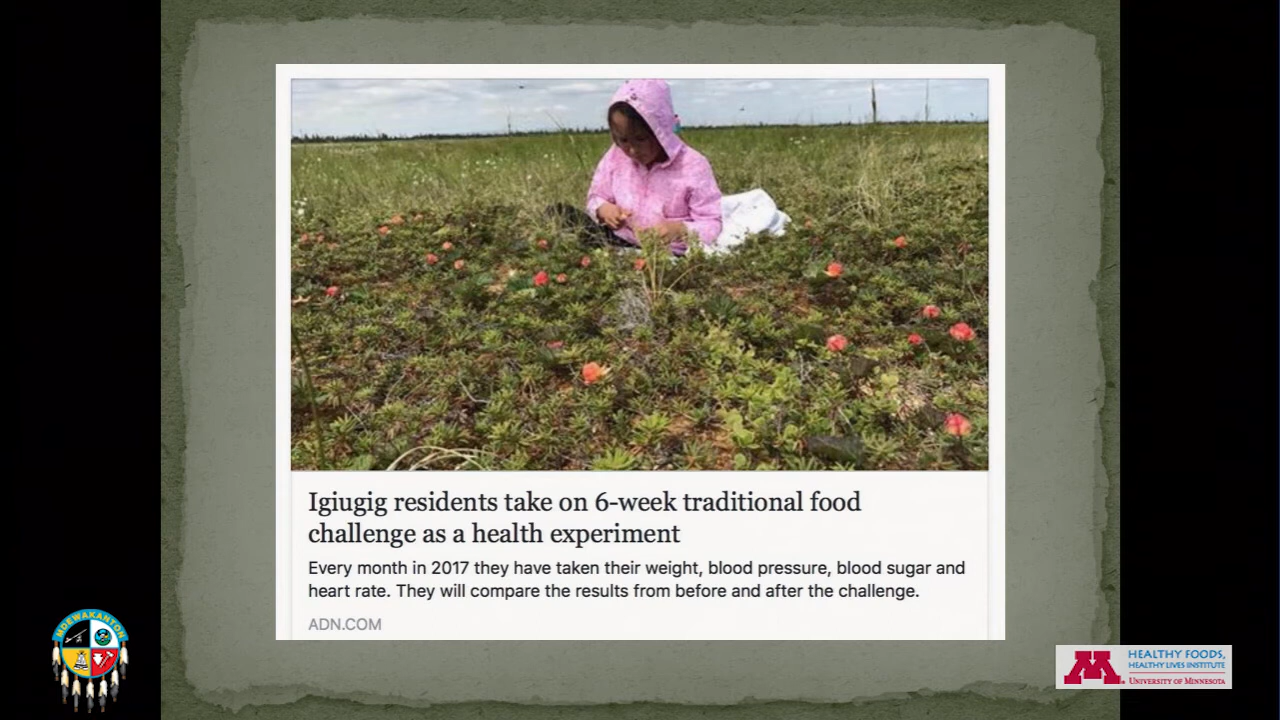 Igiugig residents take on 6-week traditional food
challenge as a health experiment
Every month in 2017 they have taken their weight, blood pressure, blood sugar and
heart rate. They will compare the results from before and after the challenge.
ADN.COM
MDEWAKANTON
M
HEALTHY FOODS,
HEALTHY LIVES INSTITUTE
UNIVERSITY OF MINNESOTA